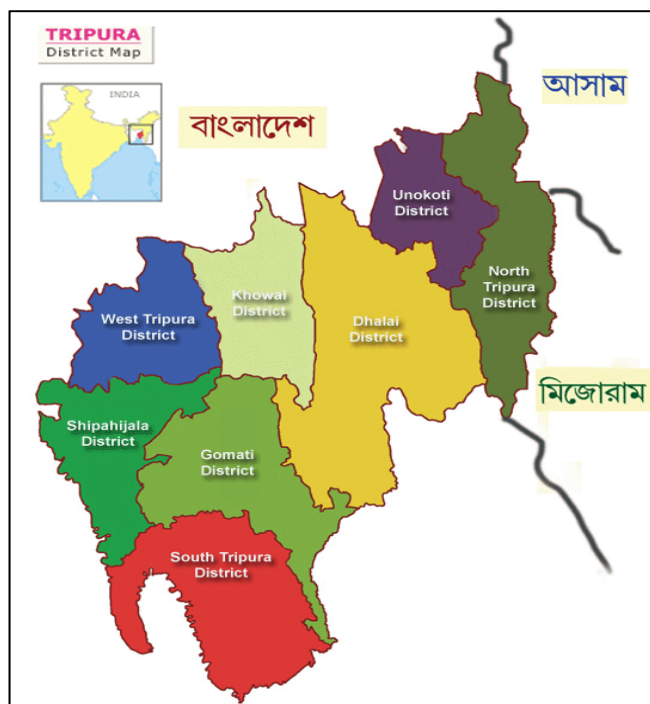 TRIPURA
District Map
INDIA
বাংলাদেশ
আসাম
Unokoti
District
North
Tripura
District
Khowai
District
West Tripura
District
Dhalai
District
মিজোরাম
Shipahijala
District
Gomati
District
South Tripura
District